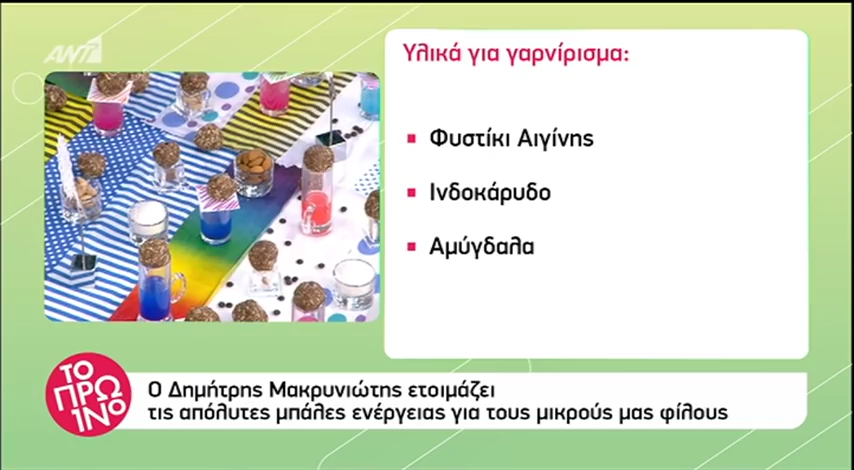 ANT1
Υλικά για γαρνίρισμα:
Φυστίκι Αιγίνης
Ινδοκάρυδο
Αμύγδαλα
ΤΟ
ΠΡΩ
ΙΝΟ
Ο Δημήτρης Μακρυνιώτης ετοιμάζει
τις απόλυτες μπάλες ενέργειας για τους μικρούς μας φίλους